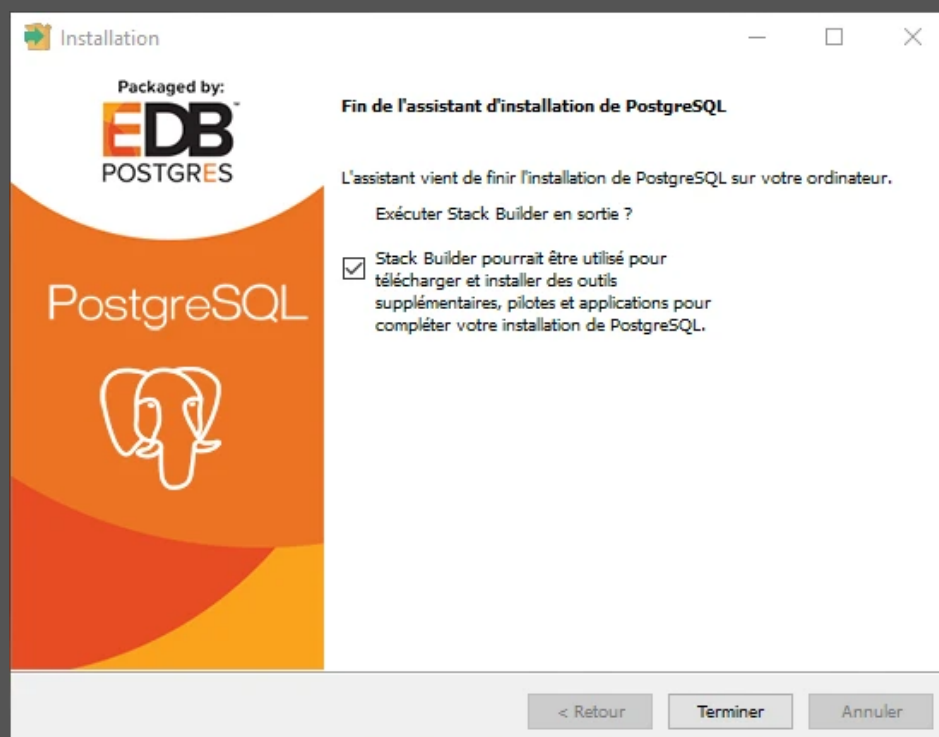 Installation
Packaged by:
EDB™
POSTGRES
PostgreSQL
Fin de l'assistant d'installation de PostgreSQL
L'assistant vient de finir l'installation de PostgreSQL sur votre ordinateur.
Exécuter Stack Builder en sortie ?
Stack Builder pourrait être utilisé pour
télécharger et installer des outils
supplémentaires, pilotes et applications pour
compléter votre installation de PostgreSQL.
< Retour
Terminer
Annuler